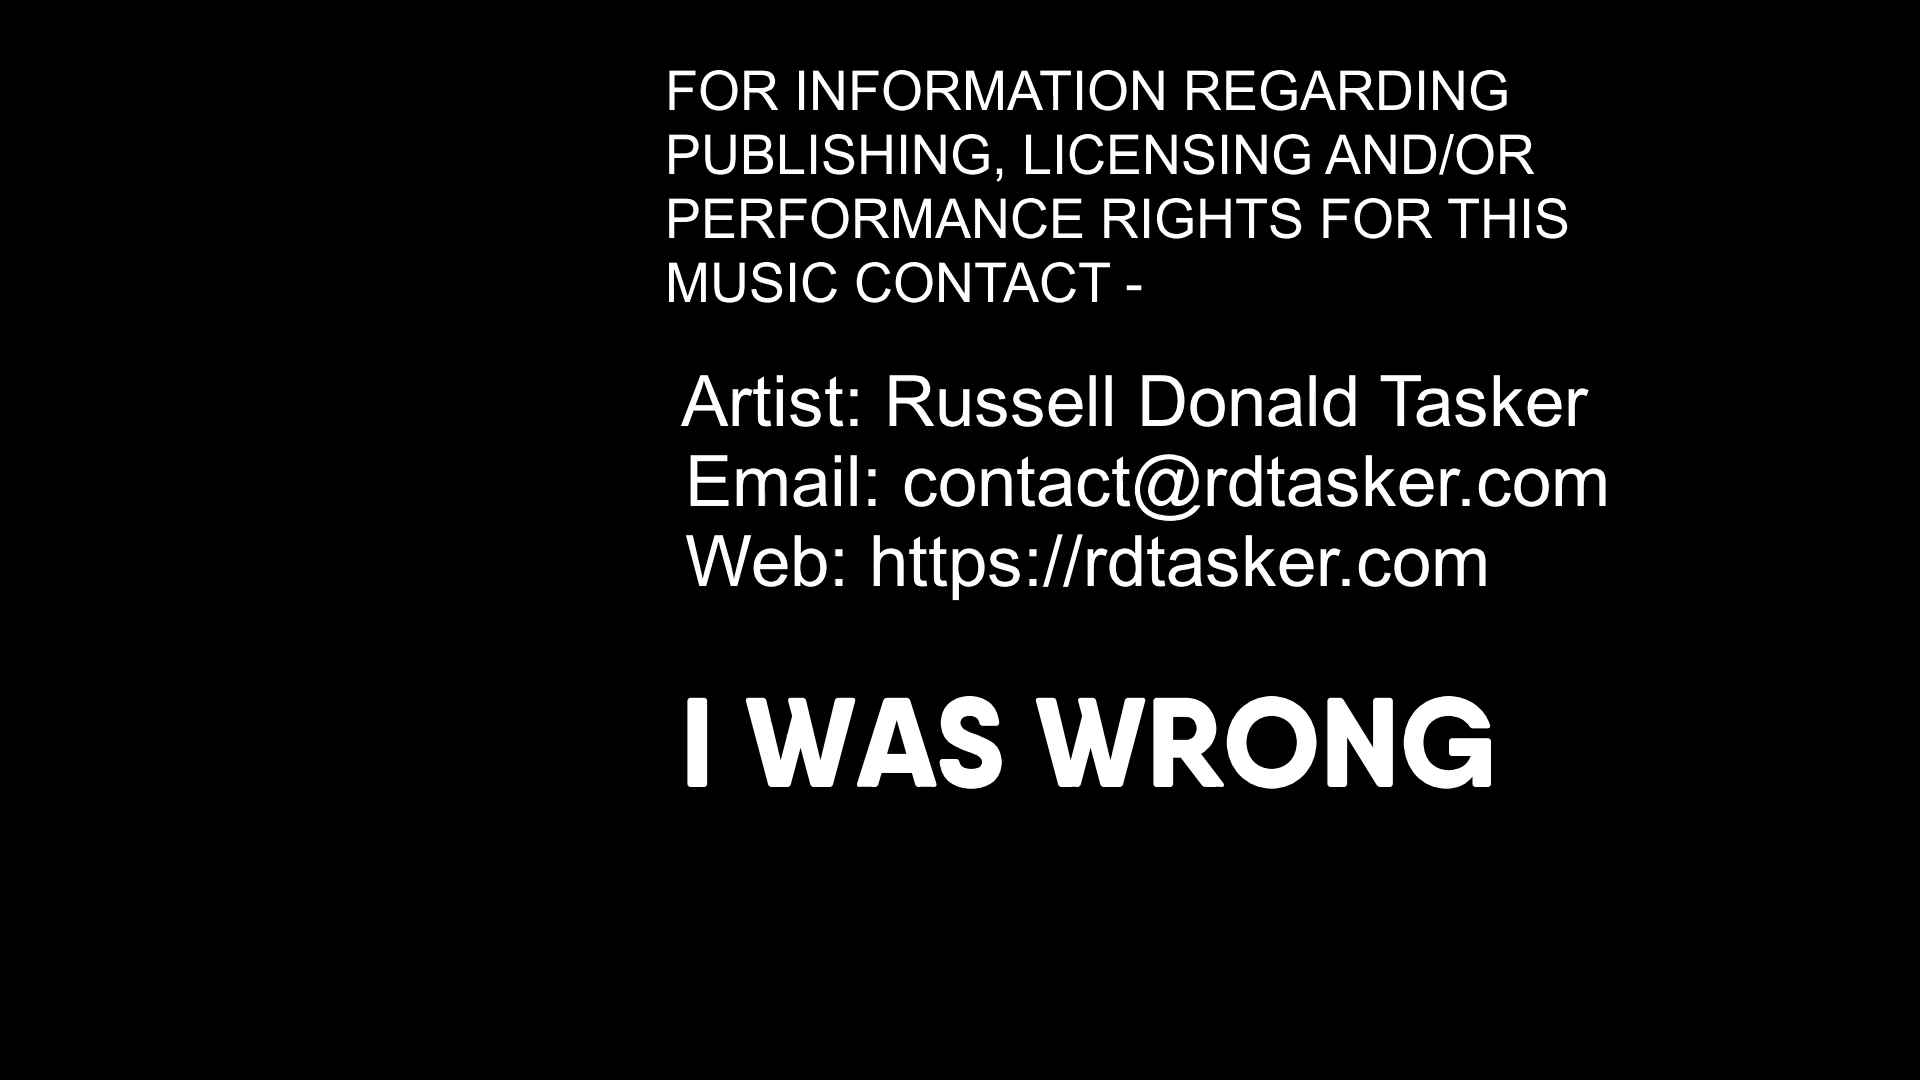 FOR INFORMATION REGARDING
PUBLISHING, LICENSING AND/OR
PERFORMANCE RIGHTS FOR THIS
MUSIC CONTACT -
Artist: Russell Donald Tasker
Email: contact@rdtasker.com
Web: https://rdtasker.com
I WAS WRONG